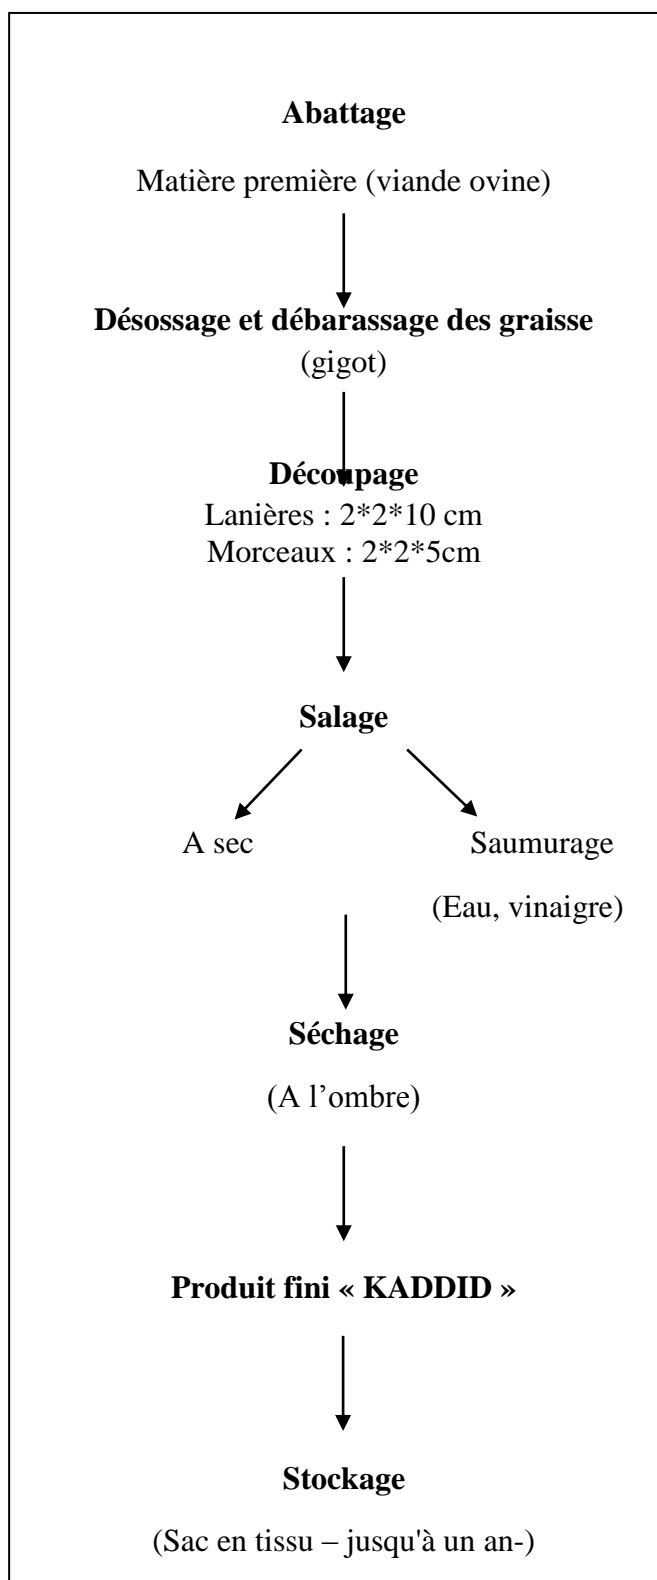 Abattage
Matière première (viande ovine)
Désossage et débarassage des graisse
(gigot)
Découpage
Lanières : 2*2*10 cm
Morceaux : 2*2*5cm
Salage
A sec
Saumurage
(Eau, vinaigre)
Séchage
(A l’ombre)
Produit fini « KADDID »
Stockage
(Sac en tissu – jusqu'à un an-)